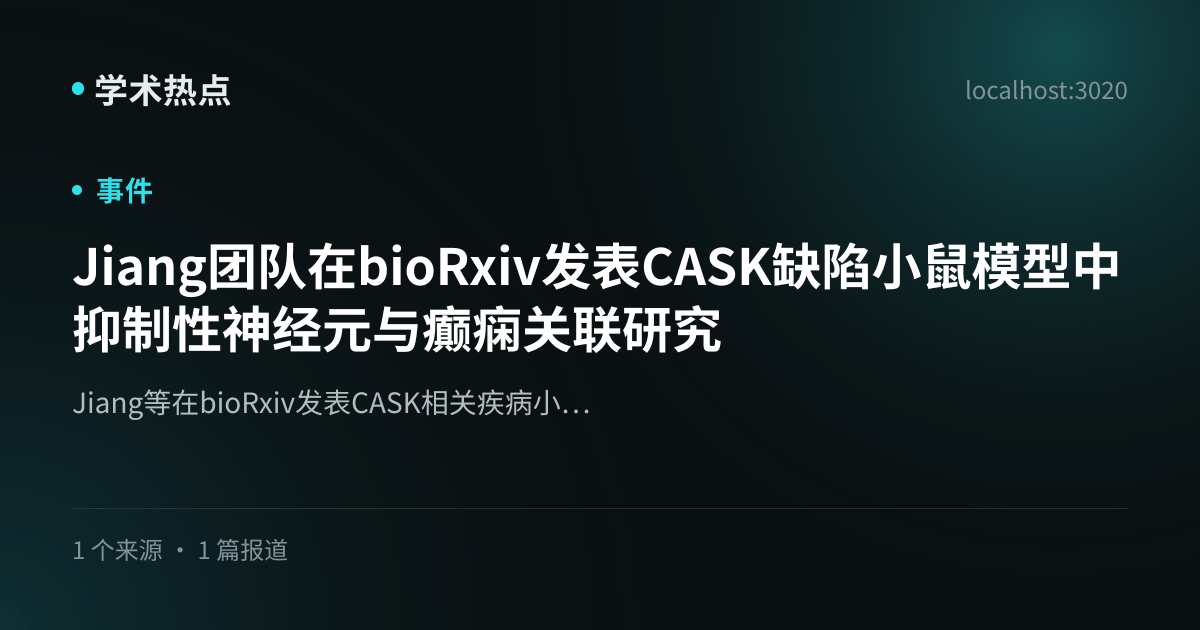 学术热点
localhost:3020
事件
Jiang团队在bioRxiv发表CASK缺陷小鼠模型中
抑制性神经元与癫痫关联研究
Jiang等在bioRxiv发表CASK相关疾病小…
1 个来源 · 1 篇报道